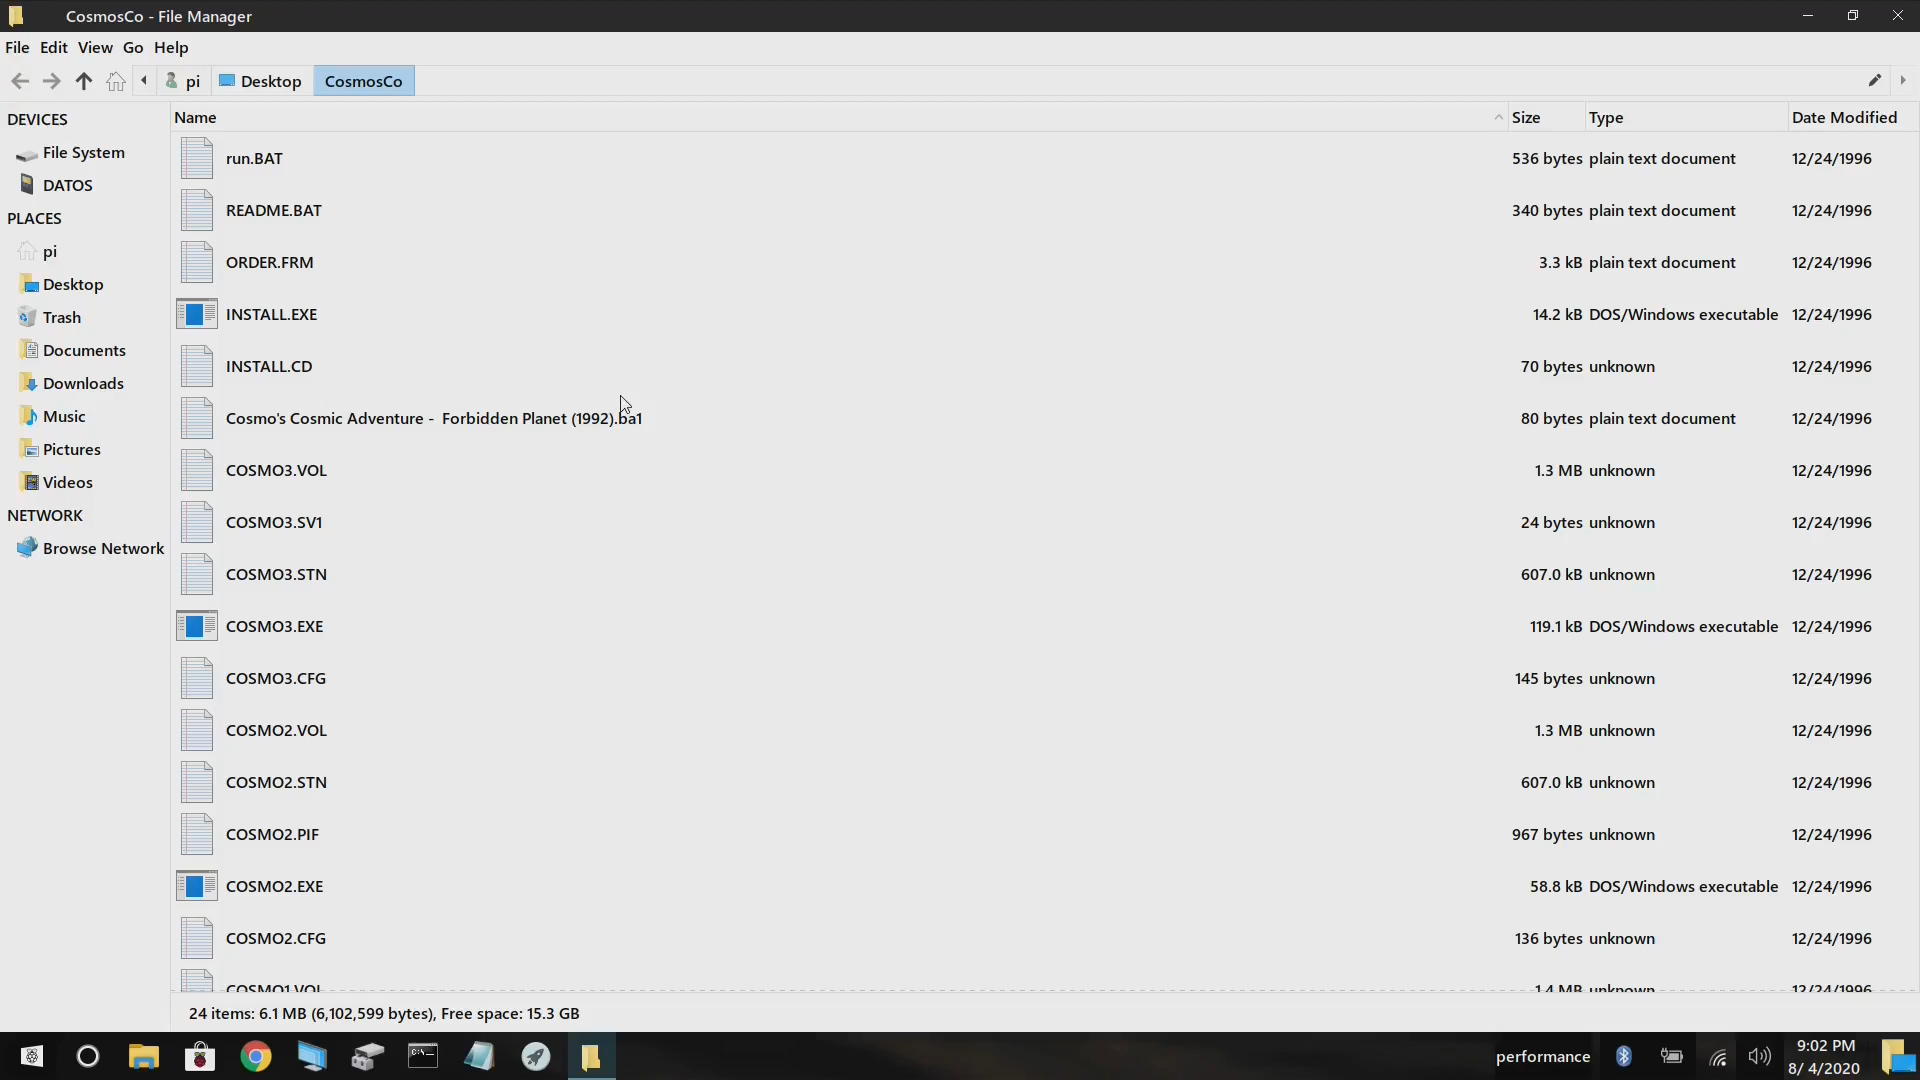 CosmosCo - File Manager
File Edit View Go Help
pi Desktop CosmosCo
DEVICES
File System
DATOS
PLACES
pi
Desktop
Trash
Documents
Downloads
Music
Pictures
Videos
NETWORK
Browse Network
Name Size Type Date Modified
run.BAT 536 bytes plain text document 12/24/1996
README.BAT 340 bytes plain text document 12/24/1996
ORDER.FRM 3.3 kB plain text document 12/24/1996
INSTALL.EXE 14.2 kB DOS/Windows executable 12/24/1996
INSTALL.CD 70 bytes unknown 12/24/1996
Cosmo's Cosmic Adventure - Forbidden Planet (1992).ba1 80 bytes plain text document 12/24/1996
COSMO3.VOL 1.3 MB unknown 12/24/1996
COSMO3.SV1 24 bytes unknown 12/24/1996
COSMO3.STN 607.0 kB unknown 12/24/1996
COSMO3.EXE 119.1 kB DOS/Windows executable 12/24/1996
COSMO3.CFG 145 bytes unknown 12/24/1996
COSMO2.VOL 1.3 MB unknown 12/24/1996
COSMO2.STN 607.0 kB unknown 12/24/1996
COSMO2.PIF 967 bytes unknown 12/24/1996
COSMO2.EXE 58.8 kB DOS/Windows executable 12/24/1996
COSMO2.CFG 136 bytes unknown 12/24/1996
COSMO1.VOL 1.4 MB unknown 12/24/1996
24 items: 6.1 MB (6,102,599 bytes), Free space: 15.3 GB
performance
9:02 PM
8/ 4/2020